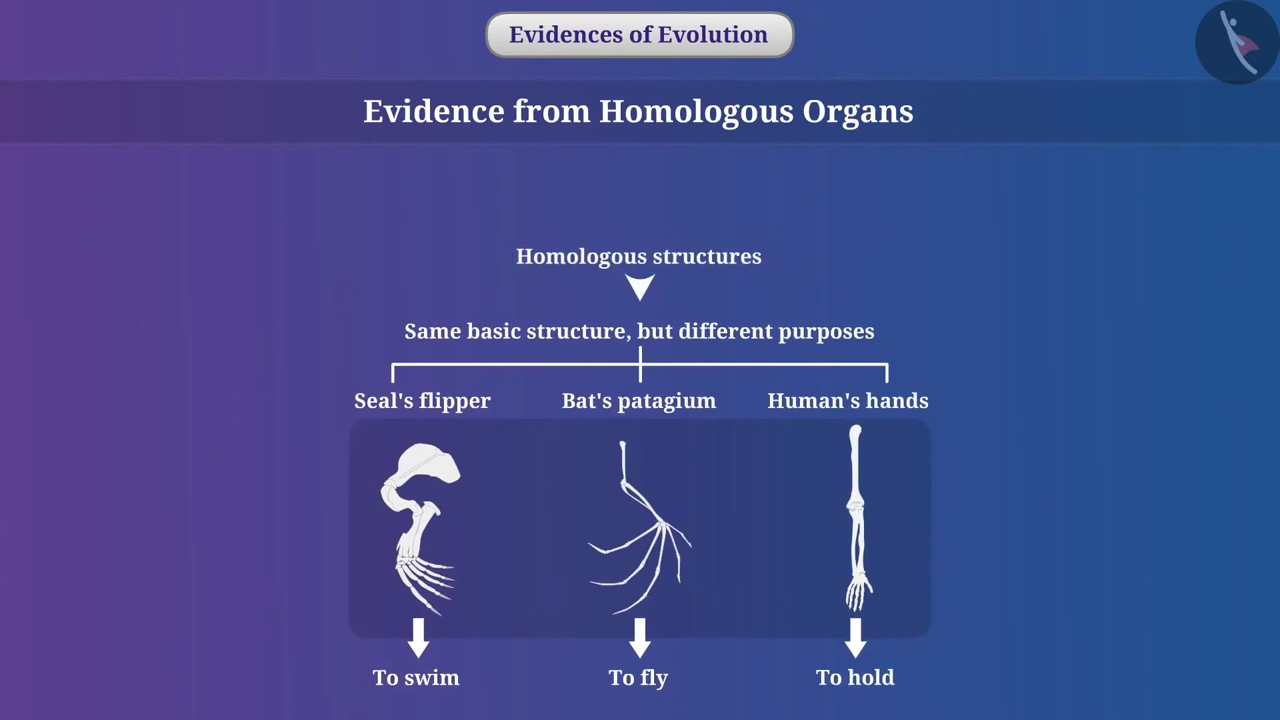 Evidences of Evolution
Evidence from Homologous Organs
Homologous structures
Same basic structure, but different purposes
Seal's flipper
Bat's patagium
Human's hands
To swim
To fly
To hold